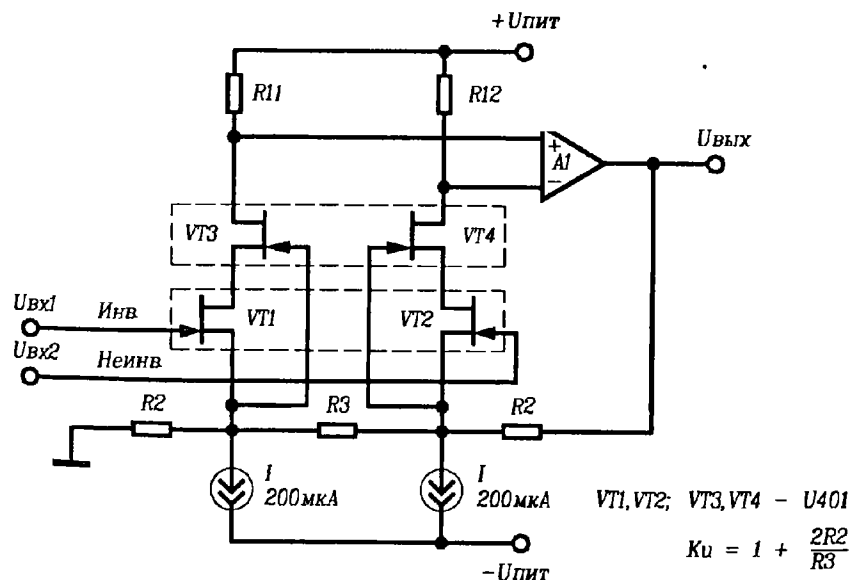 +Uпит
R11
R12
Uвых
+
A1
−
VT3
VT4
Uвх1
Инв.
VT1
VT2
Uвх2
Неинв.
R2
R3
R2
I
200мкА
I
200мкА
VT1,VT2; VT3,VT4 - U401
Ku = 1 + 2R2/R3
-Uпит